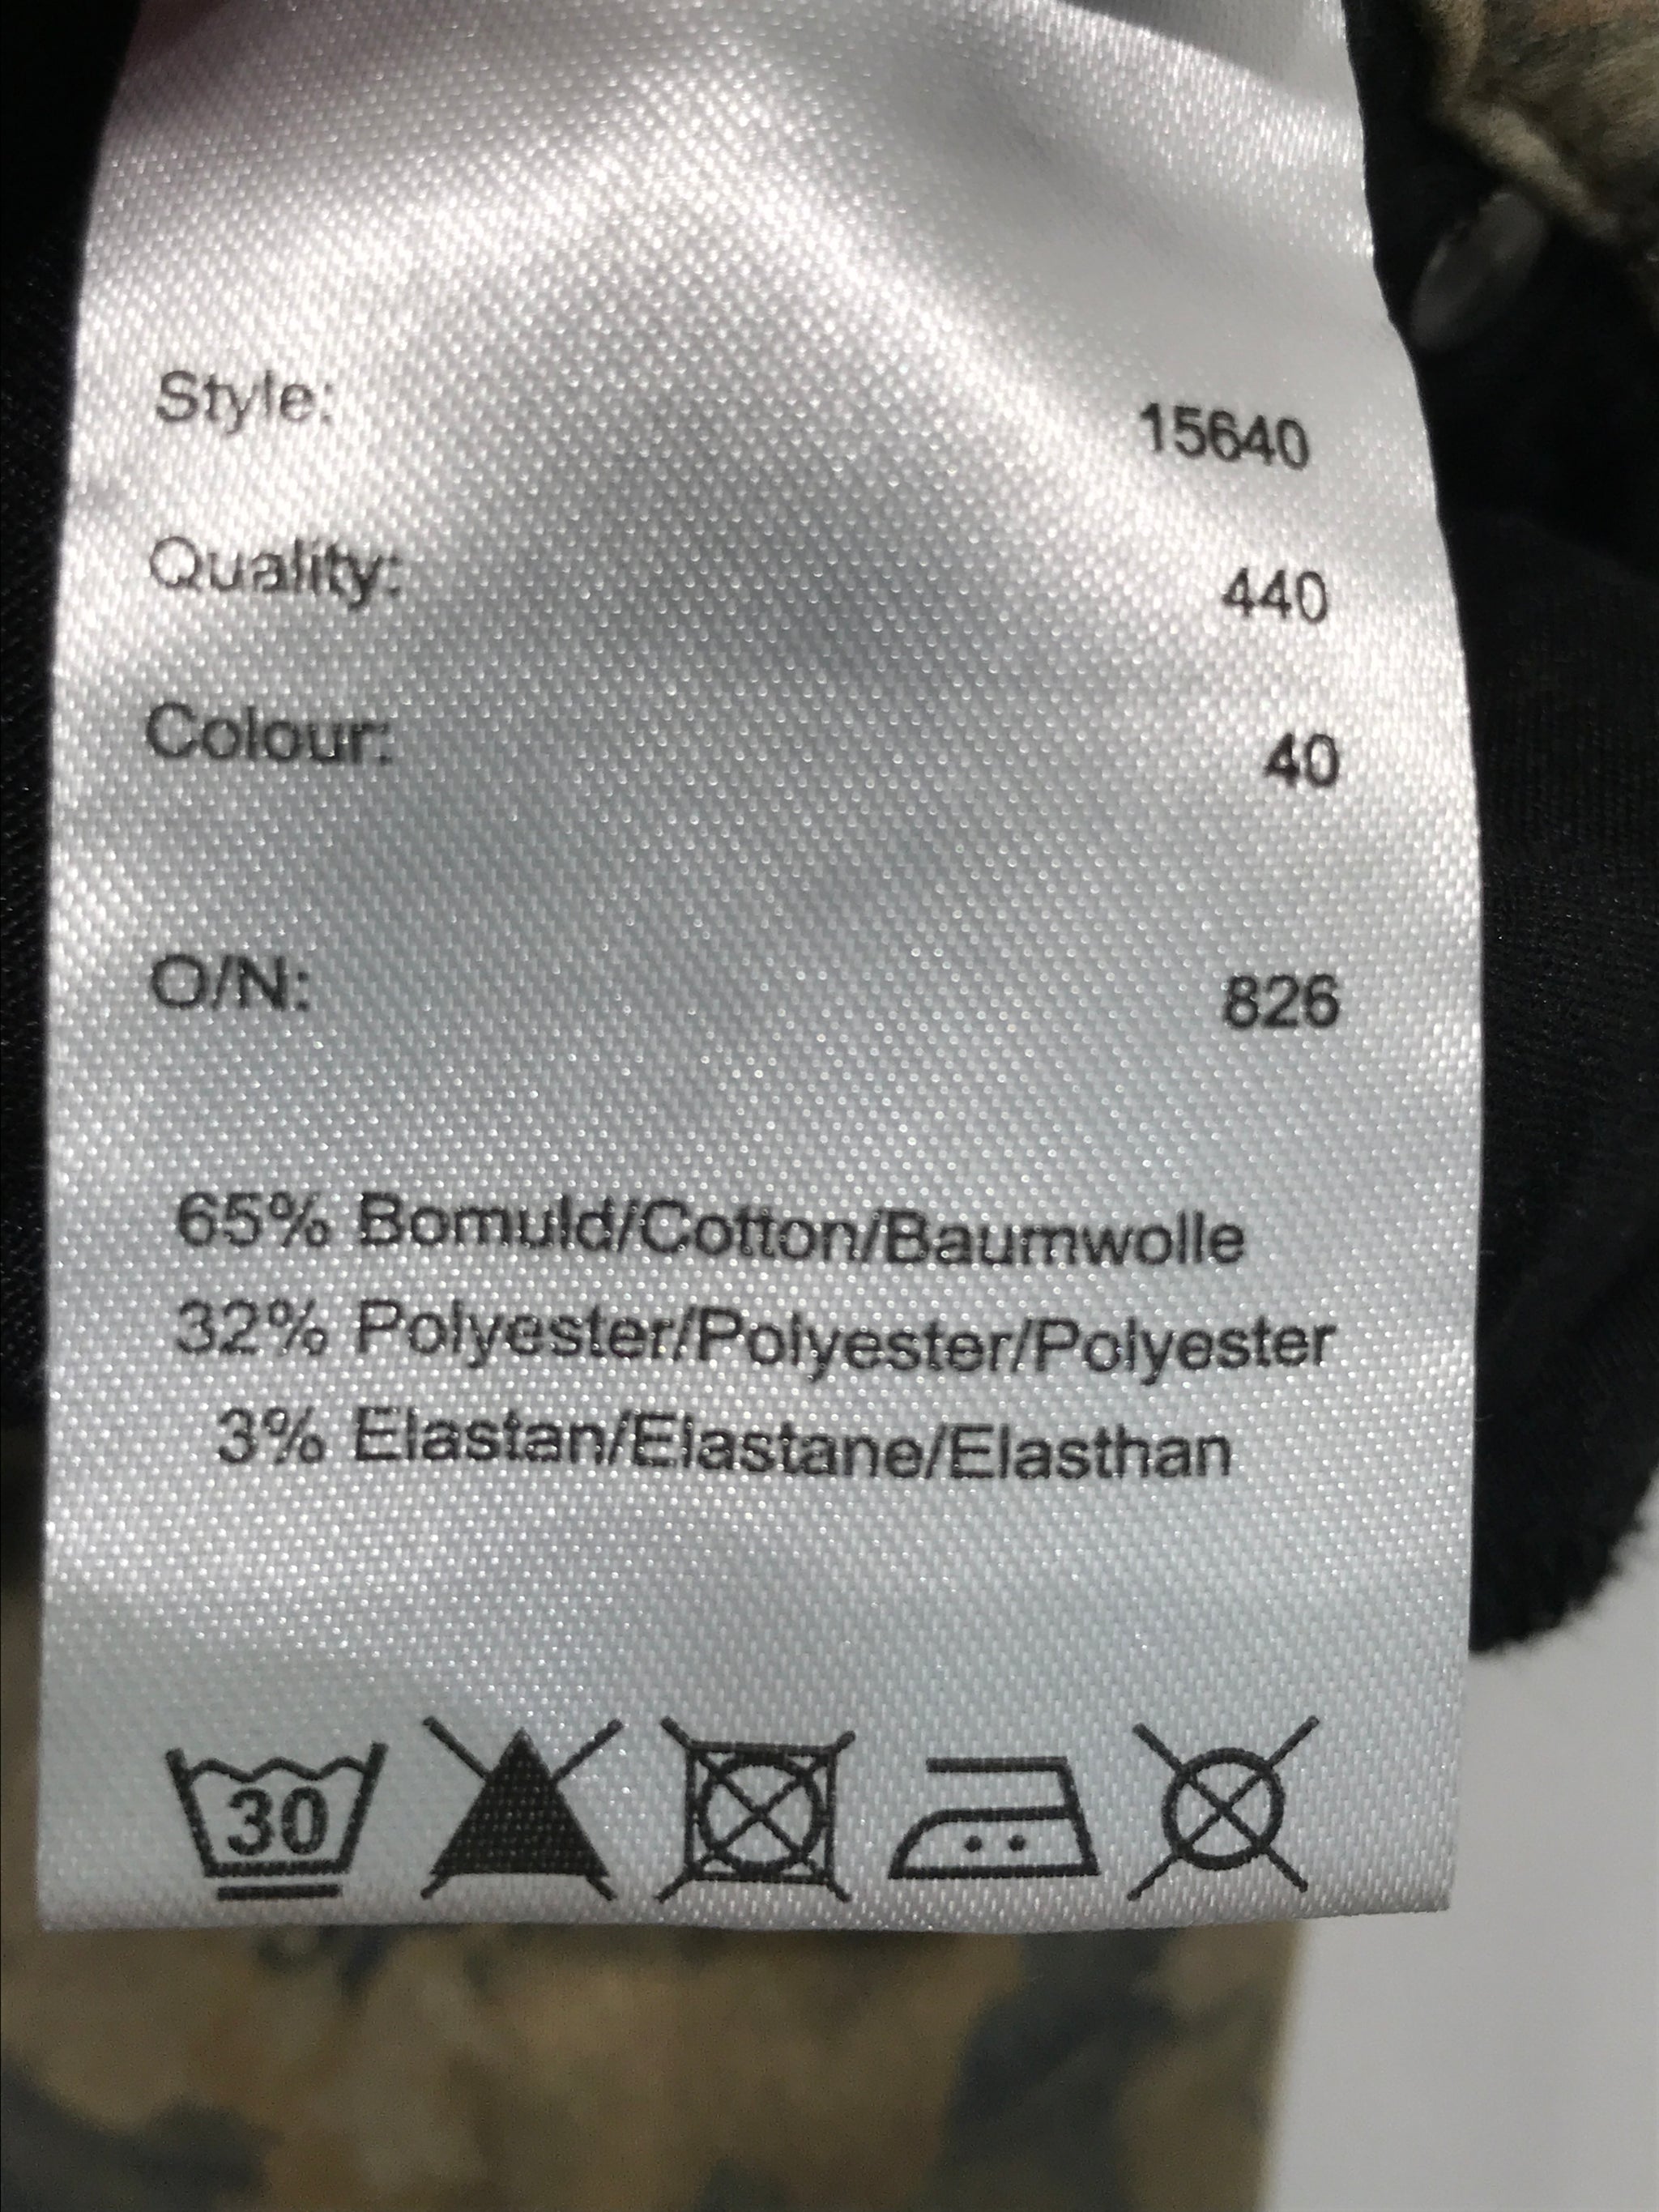 Style: 15640
Quality: 440
Colour: 40
O/N: 826
65% Bomuld/Cotton/Baumwolle
32% Polyester/Polyester/Polyester
3% Elastan/Elastane/Elasthan
30